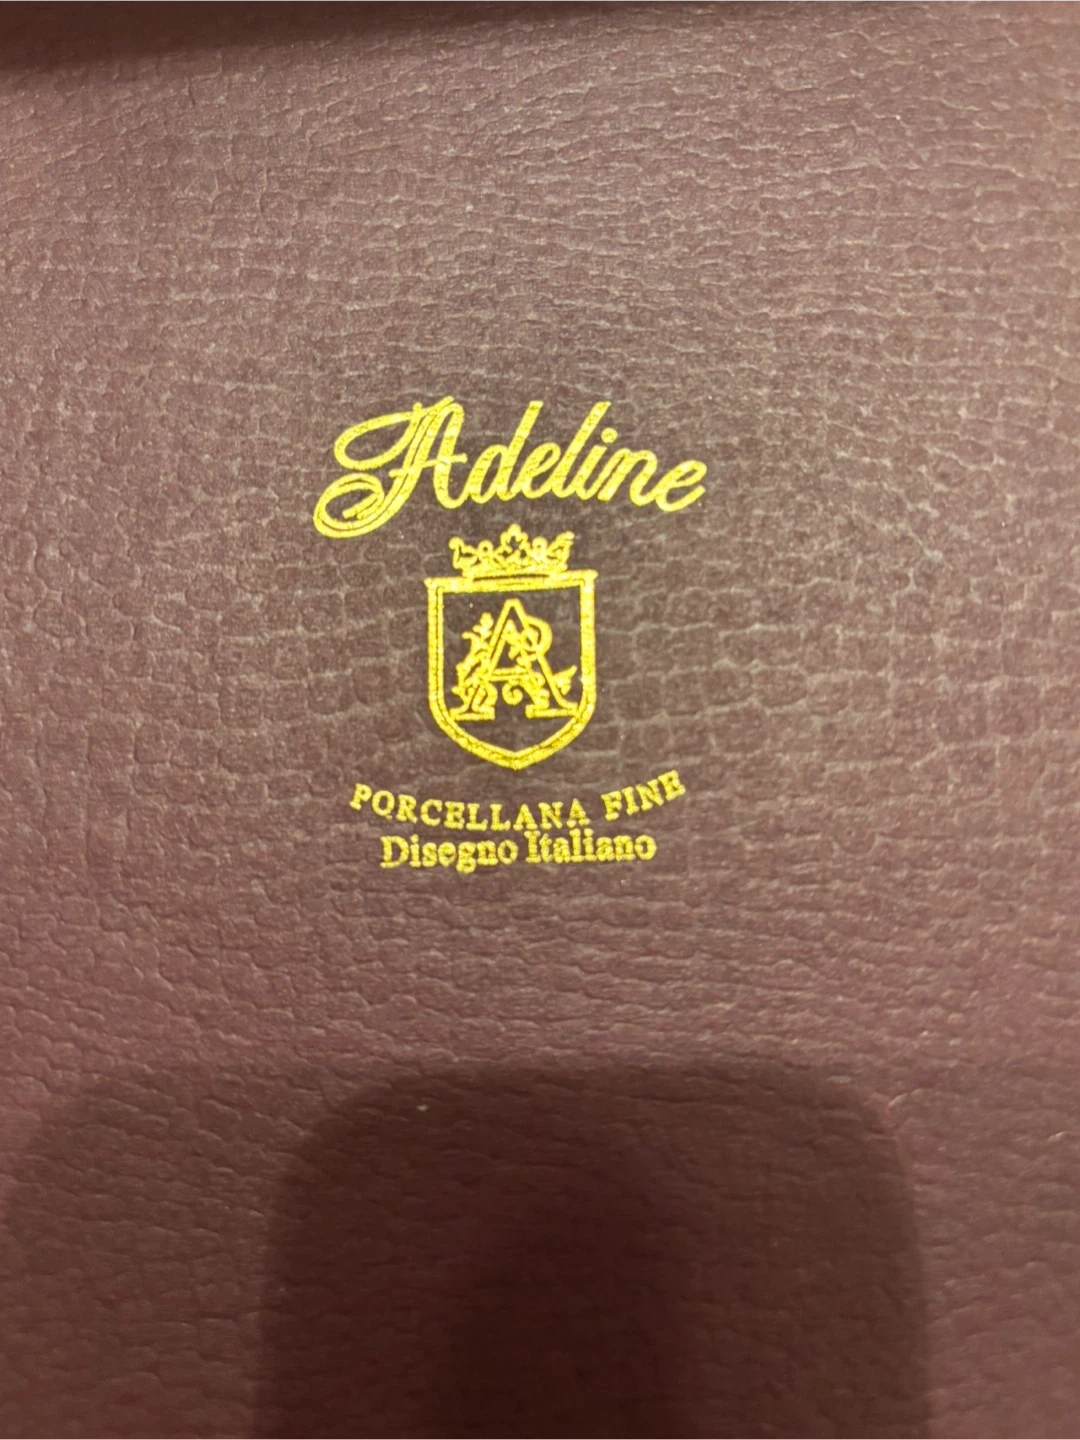 Adeline
A
PORCELLANA FINE
Disegno Italiano